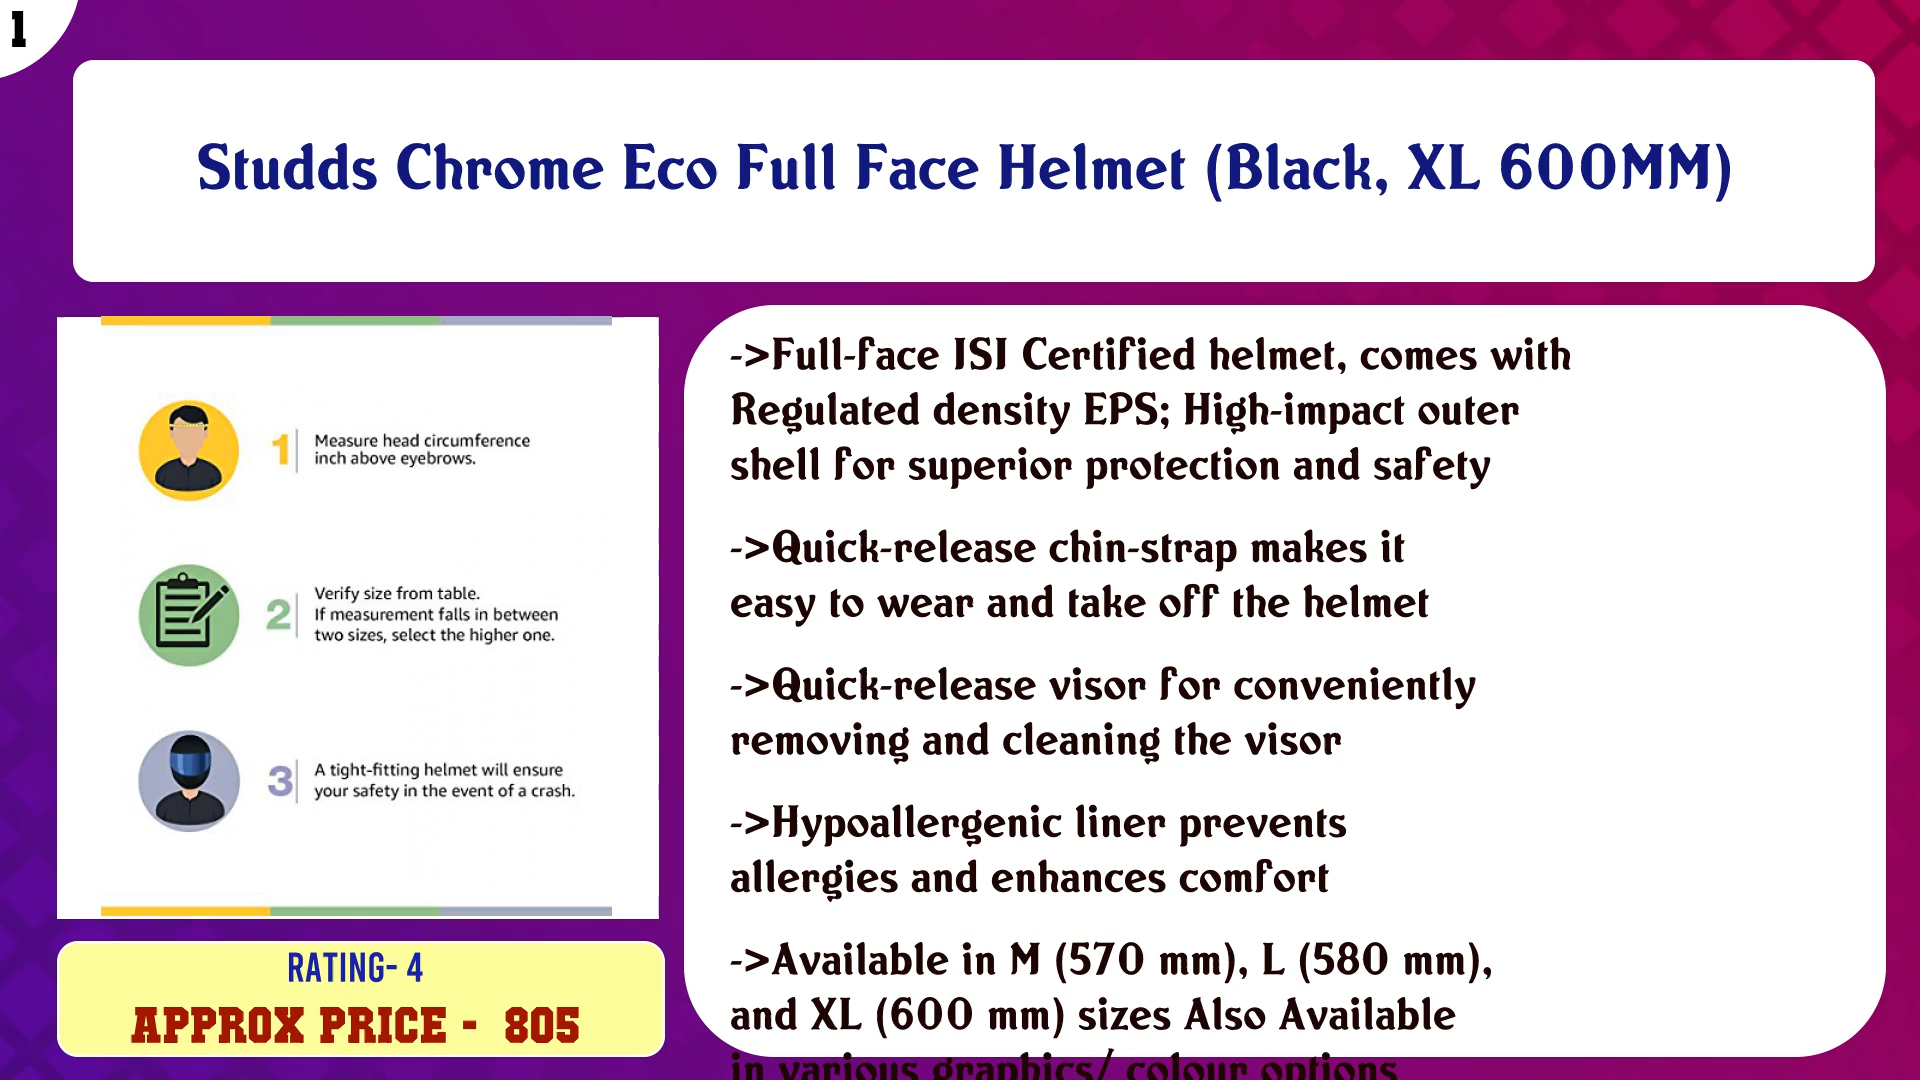 1
Studds Chrome Eco Full Face Helmet (Black, XL 600MM)
1 Measure head circumference
inch above eyebrows.
2 Verify size from table.
If measurement falls in between
two sizes, select the higher one.
3 A tight-fitting helmet will ensure
your safety in the event of a crash.
RATING- 4
APPROX PRICE - 805
->Full-face ISI Certified helmet, comes with
Regulated density EPS; High-impact outer
shell for superior protection and safety
->Quick-release chin-strap makes it
easy to wear and take off the helmet
->Quick-release visor for conveniently
removing and cleaning the visor
->Hypoallergenic liner prevents
allergies and enhances comfort
->Available in M (570 mm), L (580 mm),
and XL (600 mm) sizes Also Available
in various graphics/ colour options